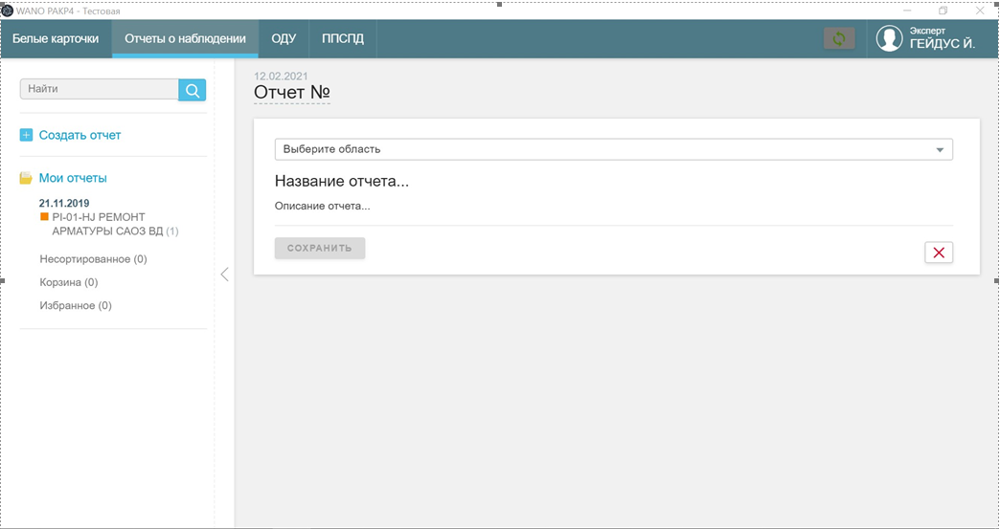 WANO PAKP4 - Тестовая
Белые карточки
Отчеты о наблюдении
ОДУ
ППСПД
Эксперт
ГЕЙДУС Й.
Найти
Создать отчет
Мои отчеты
21.11.2019
PI-01-HJ РЕМОНТ
АРМАТУРЫ САОЗ ВД (1)
Несортированное (0)
Корзина (0)
Избранное (0)
12.02.2021
Отчет №
Выберите область
Название отчета...
Описание отчета...
СОХРАНИТЬ